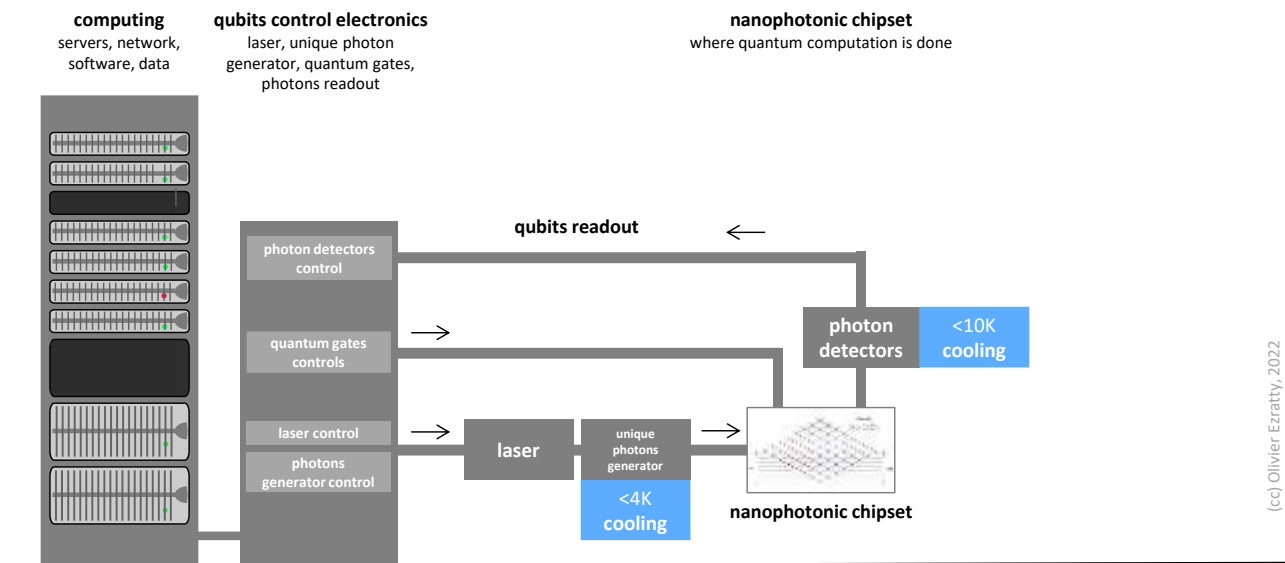 computing
servers, network,
software, data
qubits control electronics
laser, unique photon
generator, quantum gates,
photons readout
nanophotonic chipset
where quantum computation is done
qubits readout
photon detectors
control
quantum gates
controls
laser control
photons
generator control
laser
unique
photons
generator
<4K
cooling
photon
detectors
<10K
cooling
nanophotonic chipset
(cc) Olivier Ezratty, 2022